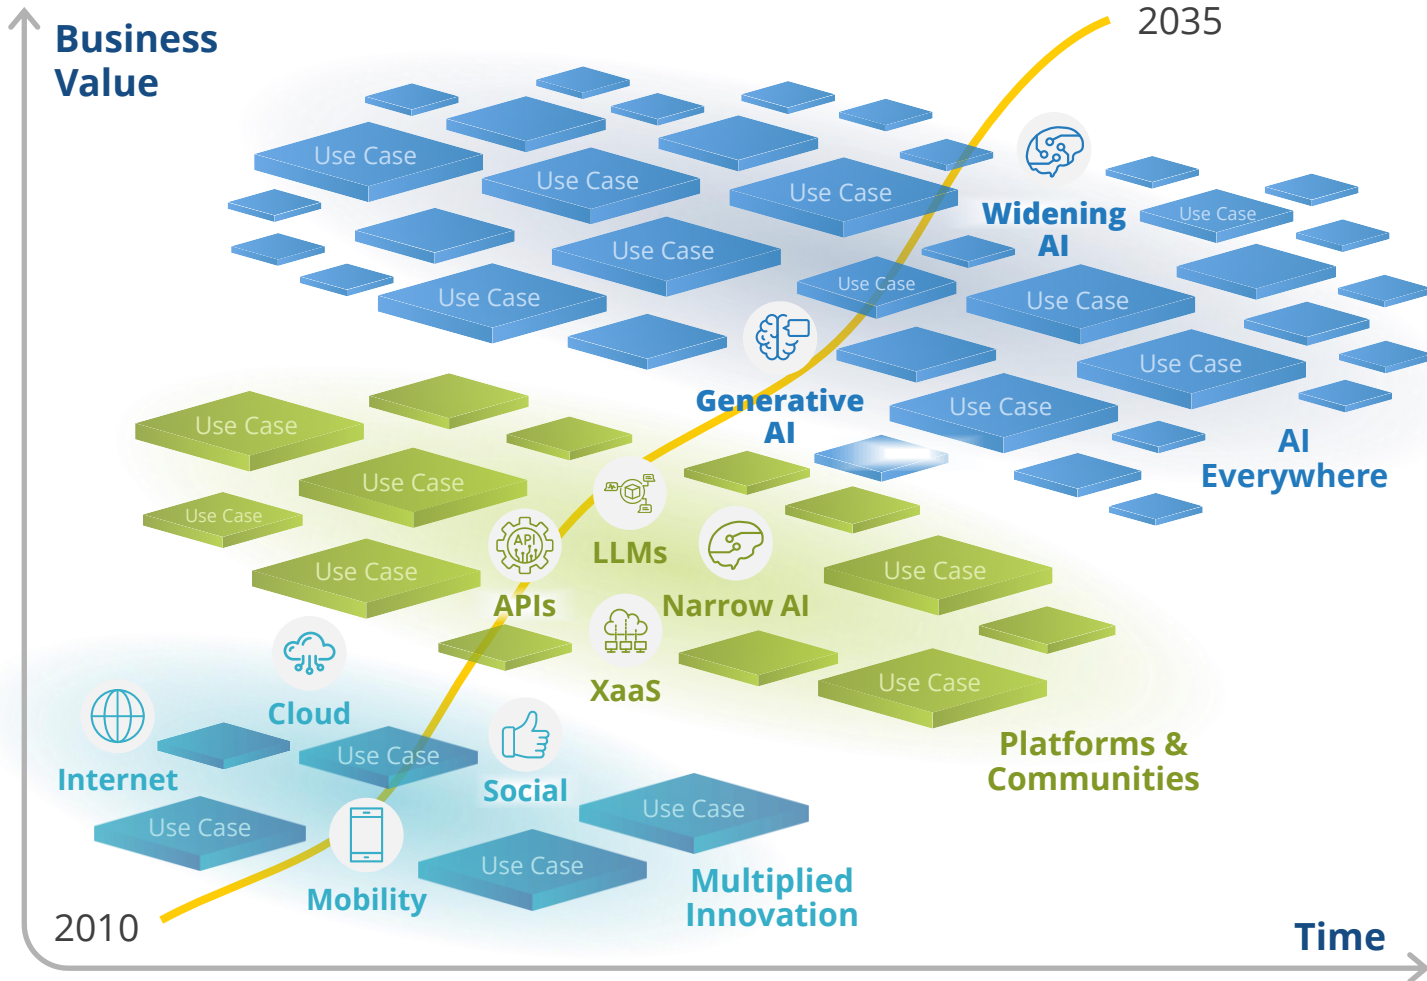 Business
Value
2035
Use Case
Use Case
Use Case
Widening
AI
Use Case
Use Case
Use Case
Use Case
Use Case
Use Case
Generative
AI
Use Case
Use Case
AI
Everywhere
Use Case
Use Case
Use Case
API
LLMs
Use Case
Use Case
APIs
Narrow AI
XaaS
Use Case
Platforms &
Communities
Cloud
Internet
Use Case
Social
Use Case
Use Case
Use Case
Mobility
Multiplied
Innovation
2010
Time